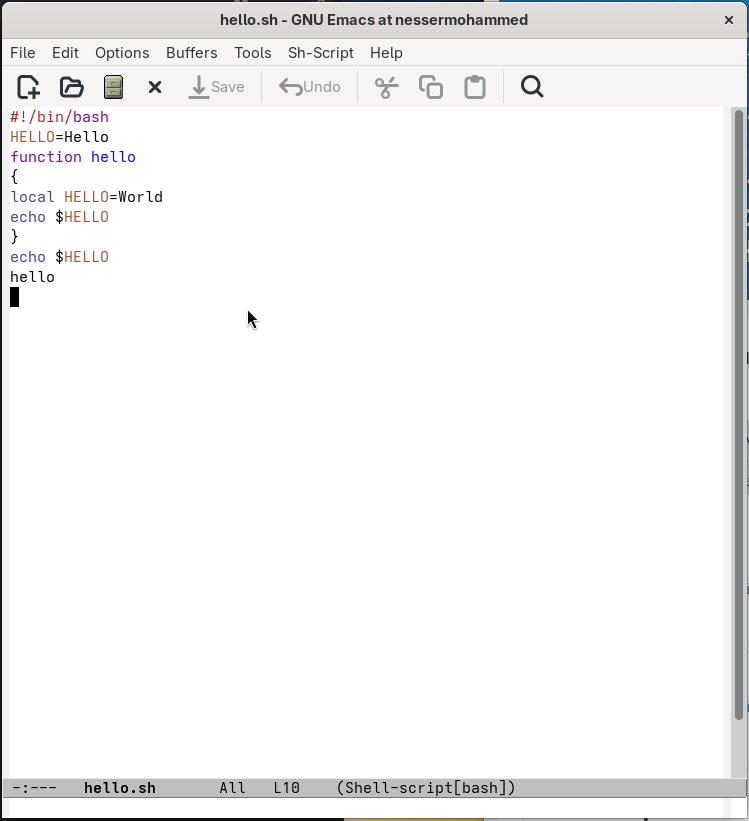 hello.sh - GNU Emacs at nessermohammed ×
File Edit Options Buffers Tools Sh-Script Help
Save Undo
#!/bin/bash
HELLO=Hello
function hello
{
local HELLO=World
echo $HELLO
}
echo $HELLO
hello
-:--- hello.sh All L10 (Shell-script[bash])